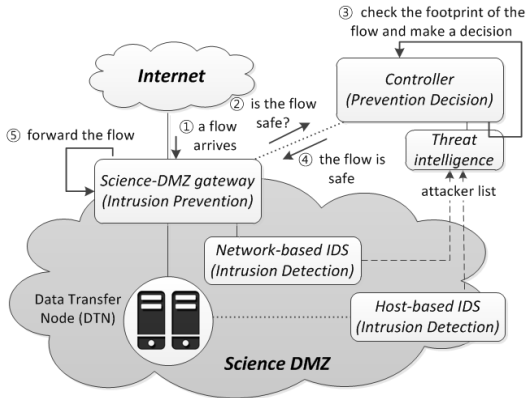 ③ check the footprint of the
flow and make a decision
Internet
Controller
(Prevention Decision)
② is the flow
safe?
① a flow
arrives
⑤ forward the flow
Threat
intelligence
④ the flow is
safe
Science-DMZ gateway
(Intrusion Prevention)
attacker list
Network-based IDS
(Intrusion Detection)
Data Transfer
Node (DTN)
Host-based IDS
(Intrusion Detection)
Science DMZ